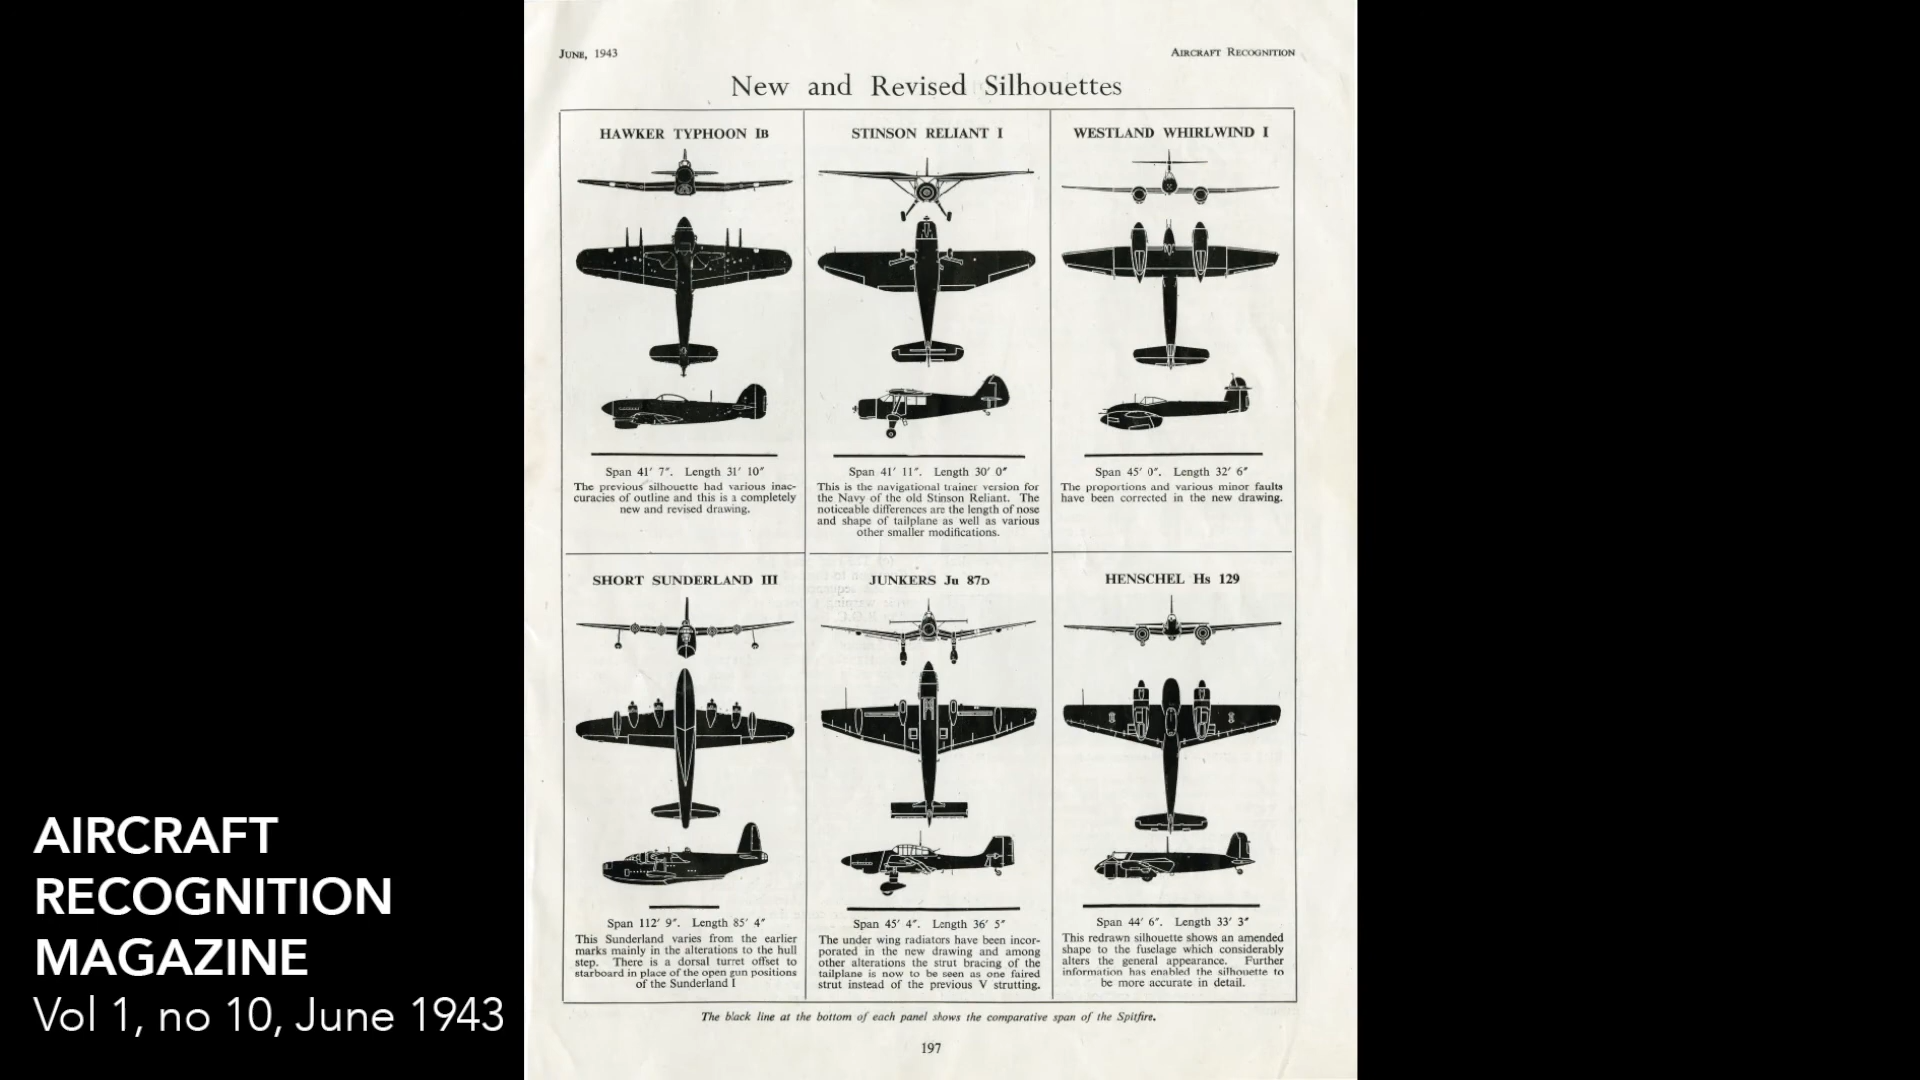 JUNE, 1943
AIRCRAFT RECOGNITION
New and Revised Silhouettes
HAWKER TYPHOON IB
Span 41′ 7″. Length 31′ 10″
The previous silhouette had various inac-
curacies of outline and this is a completely
new and revised drawing.
STINSON RELIANT I
Span 41′ 11″. Length 30′ 0″
This is the navigational trainer version for
the Navy of the old Stinson Reliant. The
noticeable differences are the length of nose
and shape of tailplane as well as various
other smaller modifications.
WESTLAND WHIRLWIND I
Span 45′ 0″. Length 32′ 6″
The proportions and various minor faults
have been corrected in the new drawing.
SHORT SUNDERLAND III
Span 112′ 9″. Length 85′ 4″
This Sunderland varies from the earlier
marks mainly in the alterations to the hull
step. There is a dorsal turret offset to
starboard in place of the open gun positions
of the Sunderland I
JUNKERS Ju 87D
Span 45′ 4″. Length 36′ 5″
The under wing radiators have been incor-
porated in the new drawing and among
other alterations the strut bracing of the
tailplane is now to be seen as one faired
strut instead of the previous V strutting.
HENSCHEL Hs 129
Span 44′ 6″. Length 33′ 3″
This redrawn silhouette shows an amended
shape to the fuselage which considerably
alters the general appearance. Further
information has enabled the silhouette to
be more accurate in detail.
The black line at the bottom of each panel shows the comparative span of the Spitfire.
197
AIRCRAFT
RECOGNITION
MAGAZINE
Vol 1, no 10, June 1943